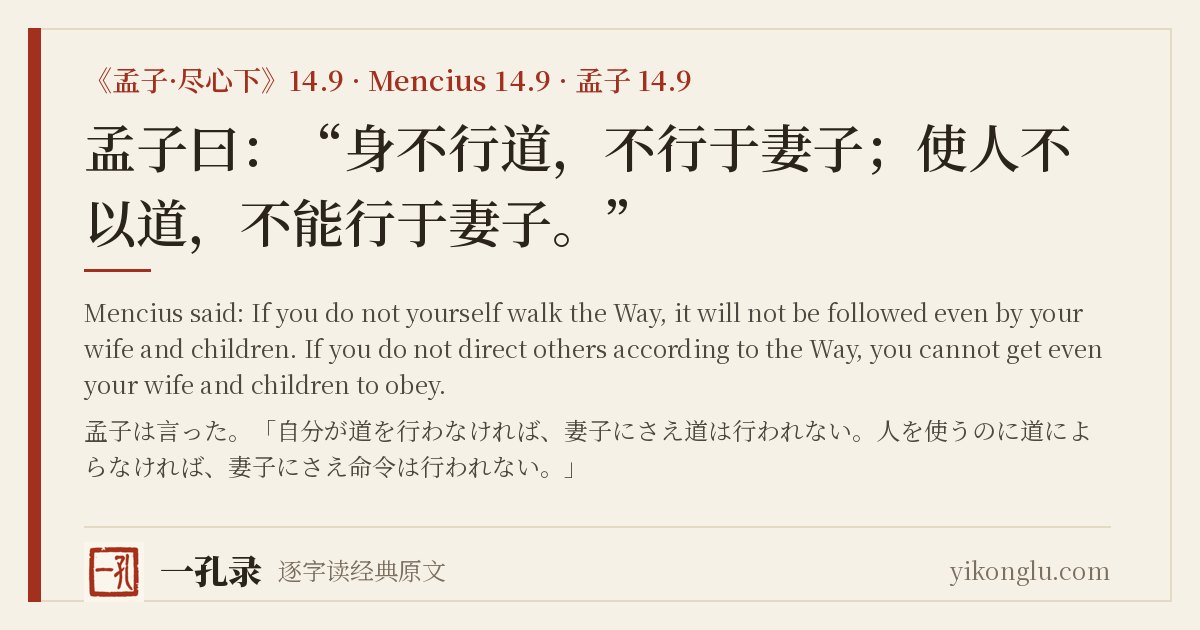 《孟子·尽心下》14.9 · Mencius 14.9 · 孟子 14.9
孟子曰：“身不行道，不行于妻子；使人不
以道，不能行于妻子。”
Mencius said: If you do not yourself walk the Way, it will not be followed even by your
wife and children. If you do not direct others according to the Way, you cannot get even
your wife and children to obey.
孟子は言った。「自分が道を行わなければ、妻子にさえ道は行われない。人を使うのに道によ
らなければ、妻子にさえ命令は行われない。」
一孔
一孔录 逐字读经典原文 yikonglu.com